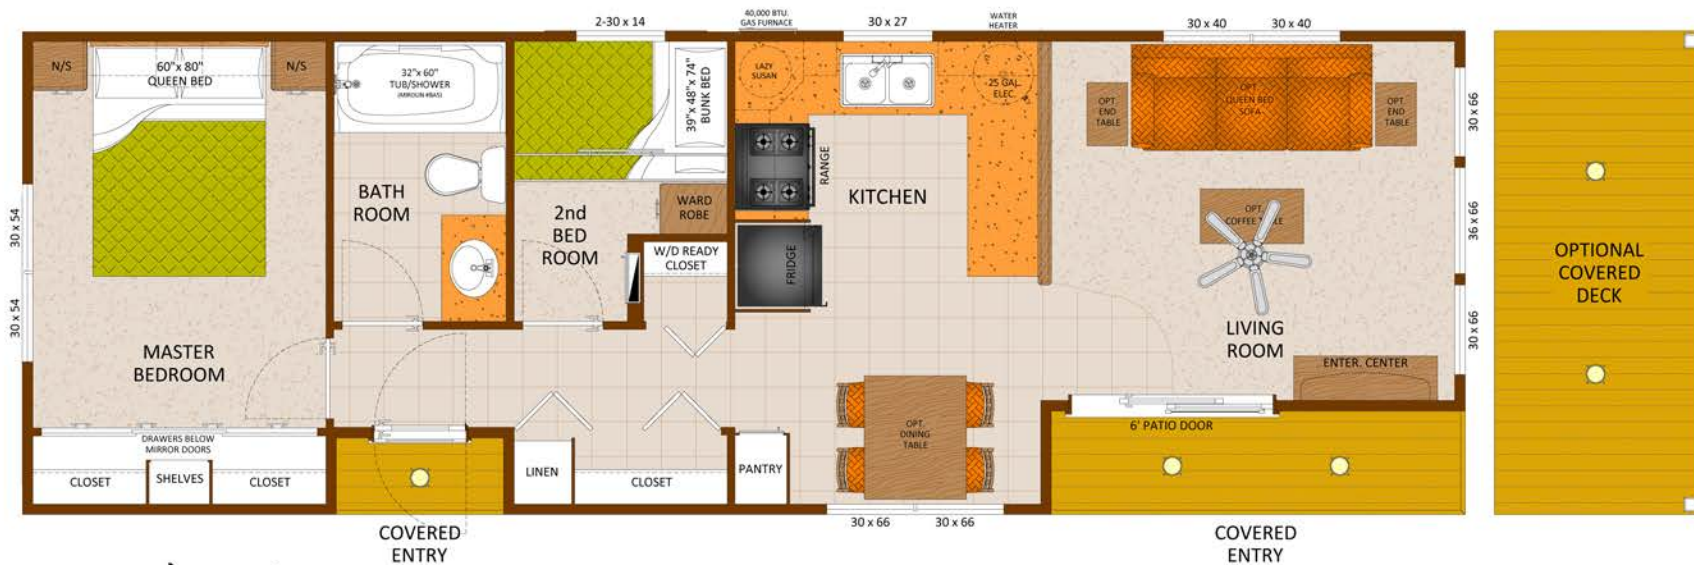 2-30 x 14
40,000 BTU.
GAS FURNACE
30 x 27
WATER
HEATER
30 x 40
30 x 40
N/S
60"x 80"
QUEEN BED
N/S
32"x 60"
TUB/SHOWER
39"x 48"x 74"
BUNK BED
LAZY
SUSAN
25 GAL.
ELEC.
OPT.
END
TABLE
OPT.
QUEEN BED
SOFA
OPT.
END
TABLE
30 x 66
30 x 54
30 x 54
BATH
ROOM
2nd
BED
ROOM
WARD
ROBE
W/D READY
CLOSET
RANGE
FRIDGE
KITCHEN
OPT.
COFFEE TABLE
36 x 66
30 x 66
OPTIONAL
COVERED
DECK
MASTER
BEDROOM
LIVING
ROOM
ENTER. CENTER
DRAWERS BELOW
MIRROR DOORS
CLOSET
SHELVES
CLOSET
LINEN
CLOSET
PANTRY
OPT.
DINING
TABLE
6' PATIO DOOR
COVERED
ENTRY
30 x 66
30 x 66
COVERED
ENTRY